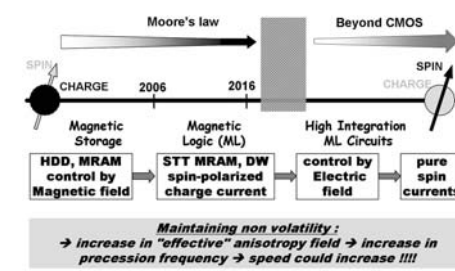 Moore's law
Beyond CMOS
SPIN
CHARGE
2006
2016
SPIN
CHARGE
Magnetic
Storage
Magnetic
Logic (ML)
High Integration
ML Circuits
HDD, MRAM
control by
Magnetic field
STT MRAM, DW
spin-polarized
charge current
control by
Electric
field
pure
spin
currents
Maintaining non volatility :
→ increase in "effective" anisotropy field → increase in
precession frequency → speed could increase !!!!